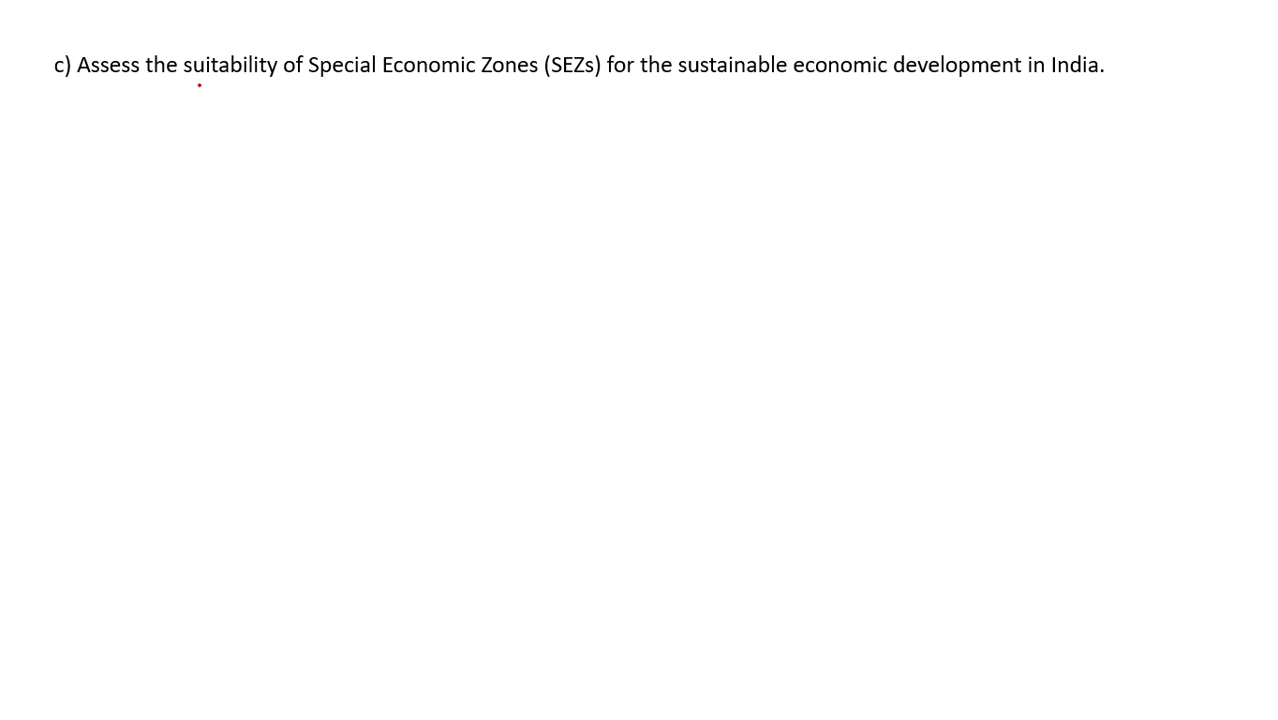 c) Assess the suitability of Special Economic Zones (SEZs) for the sustainable economic development in India.